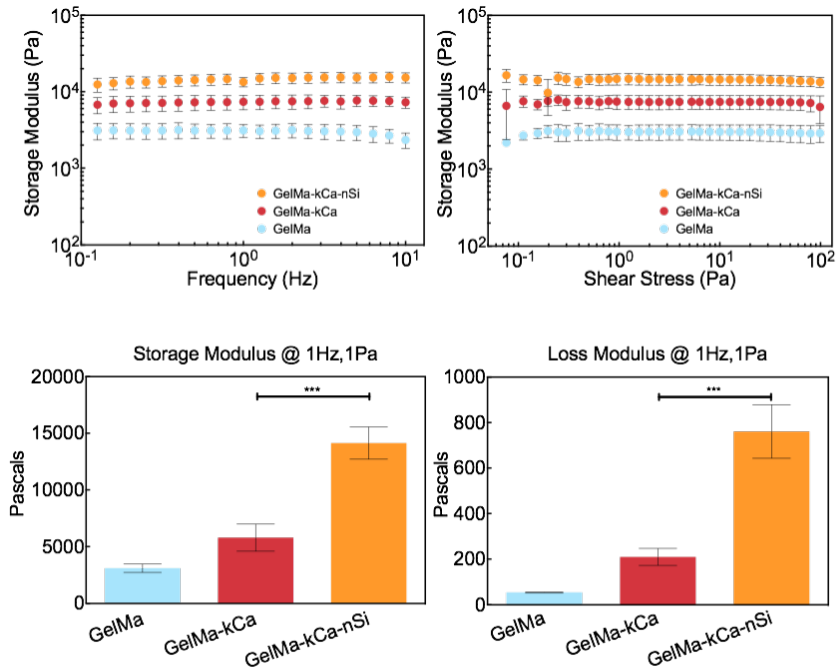 Storage Modulus (Pa)
10^5
10^4
10^3
10^2
GelMa-kCa-nSi
GelMa-kCa
GelMa
10^-1 10^0 10^1
Frequency (Hz)
Storage Modulus (Pa)
10^5
10^4
10^3
10^2
GelMa-kCa-nSi
GelMa-kCa
GelMa
10^-1 10^0 10^1 10^2
Shear Stress (Pa)
Storage Modulus @ 1Hz,1Pa
Pascals
20000
15000
10000
5000
0
***
GelMa GelMa-kCa GelMa-kCa-nSi
Loss Modulus @ 1Hz,1Pa
Pascals
1000
800
600
400
200
0
***
GelMa GelMa-kCa GelMa-kCa-nSi